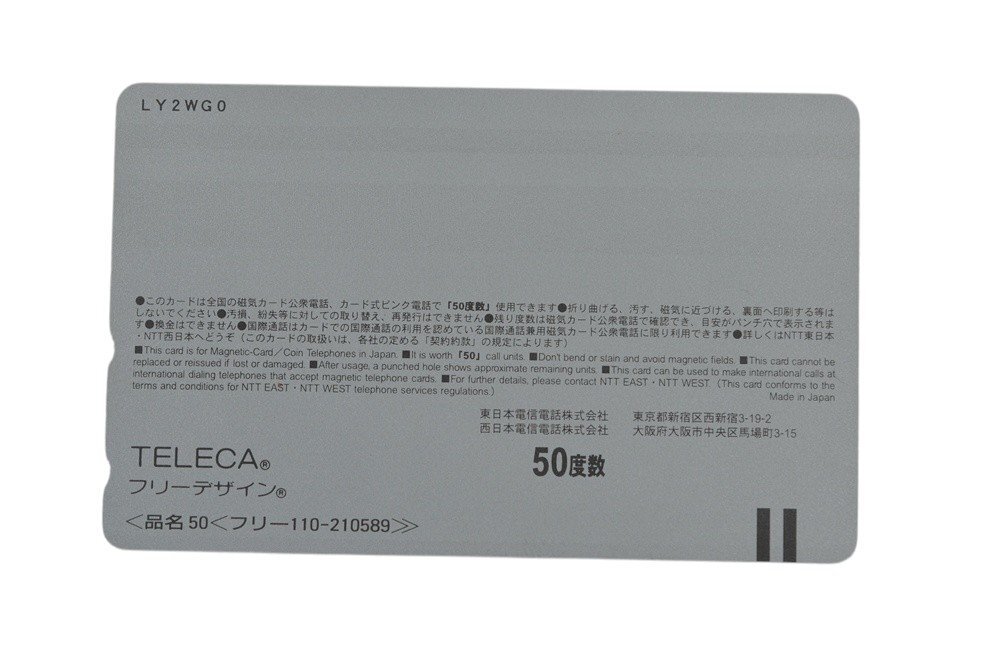 LY2WG0
●このカードは全国の磁気カード公衆電話、カード式ピンク電話で「50度数」使用できます●折り曲げる、汚す、磁気に近づける、裏面へ印刷する等は
しないでください●汚損、紛失等に対しての取り替え、再発行はできません●残り度数は磁気カード公衆電話で確認でき、目安がパンチ穴で表示されま
す●換金はできません●国際通話はカードでの国際通話の利用を認めている国際通話兼用磁気カード公衆電話に限り利用できます●詳しくはNTT東日本
・NTT西日本へどうぞ（このカードの取扱いは、各社の定める「契約約款」の規定によります）
■This card is for Magnetic-Card／Coin Telephones in Japan. ■It is worth「50」call units. ■Don't bend or stain and avoid magnetic fields. ■This card cannot be
replaced or reissued if lost or damaged. ■After usage, a punched hole shows approximate remaining units. ■This card can be used to make international calls at
international dialing telephones that accept magnetic telephone cards. ■For further details, please contact NTT EAST・NTT WEST.（This card conforms to the
terms and conditions for NTT EAST・NTT WEST telephone services regulations.）
Made in Japan
東日本電信電話株式会社　東京都新宿区西新宿3-19-2
西日本電信電話株式会社　大阪府大阪市中央区馬場町3-15
TELECA®
フリーデザイン®
50度数
＜品名50＜フリー110-210589≫